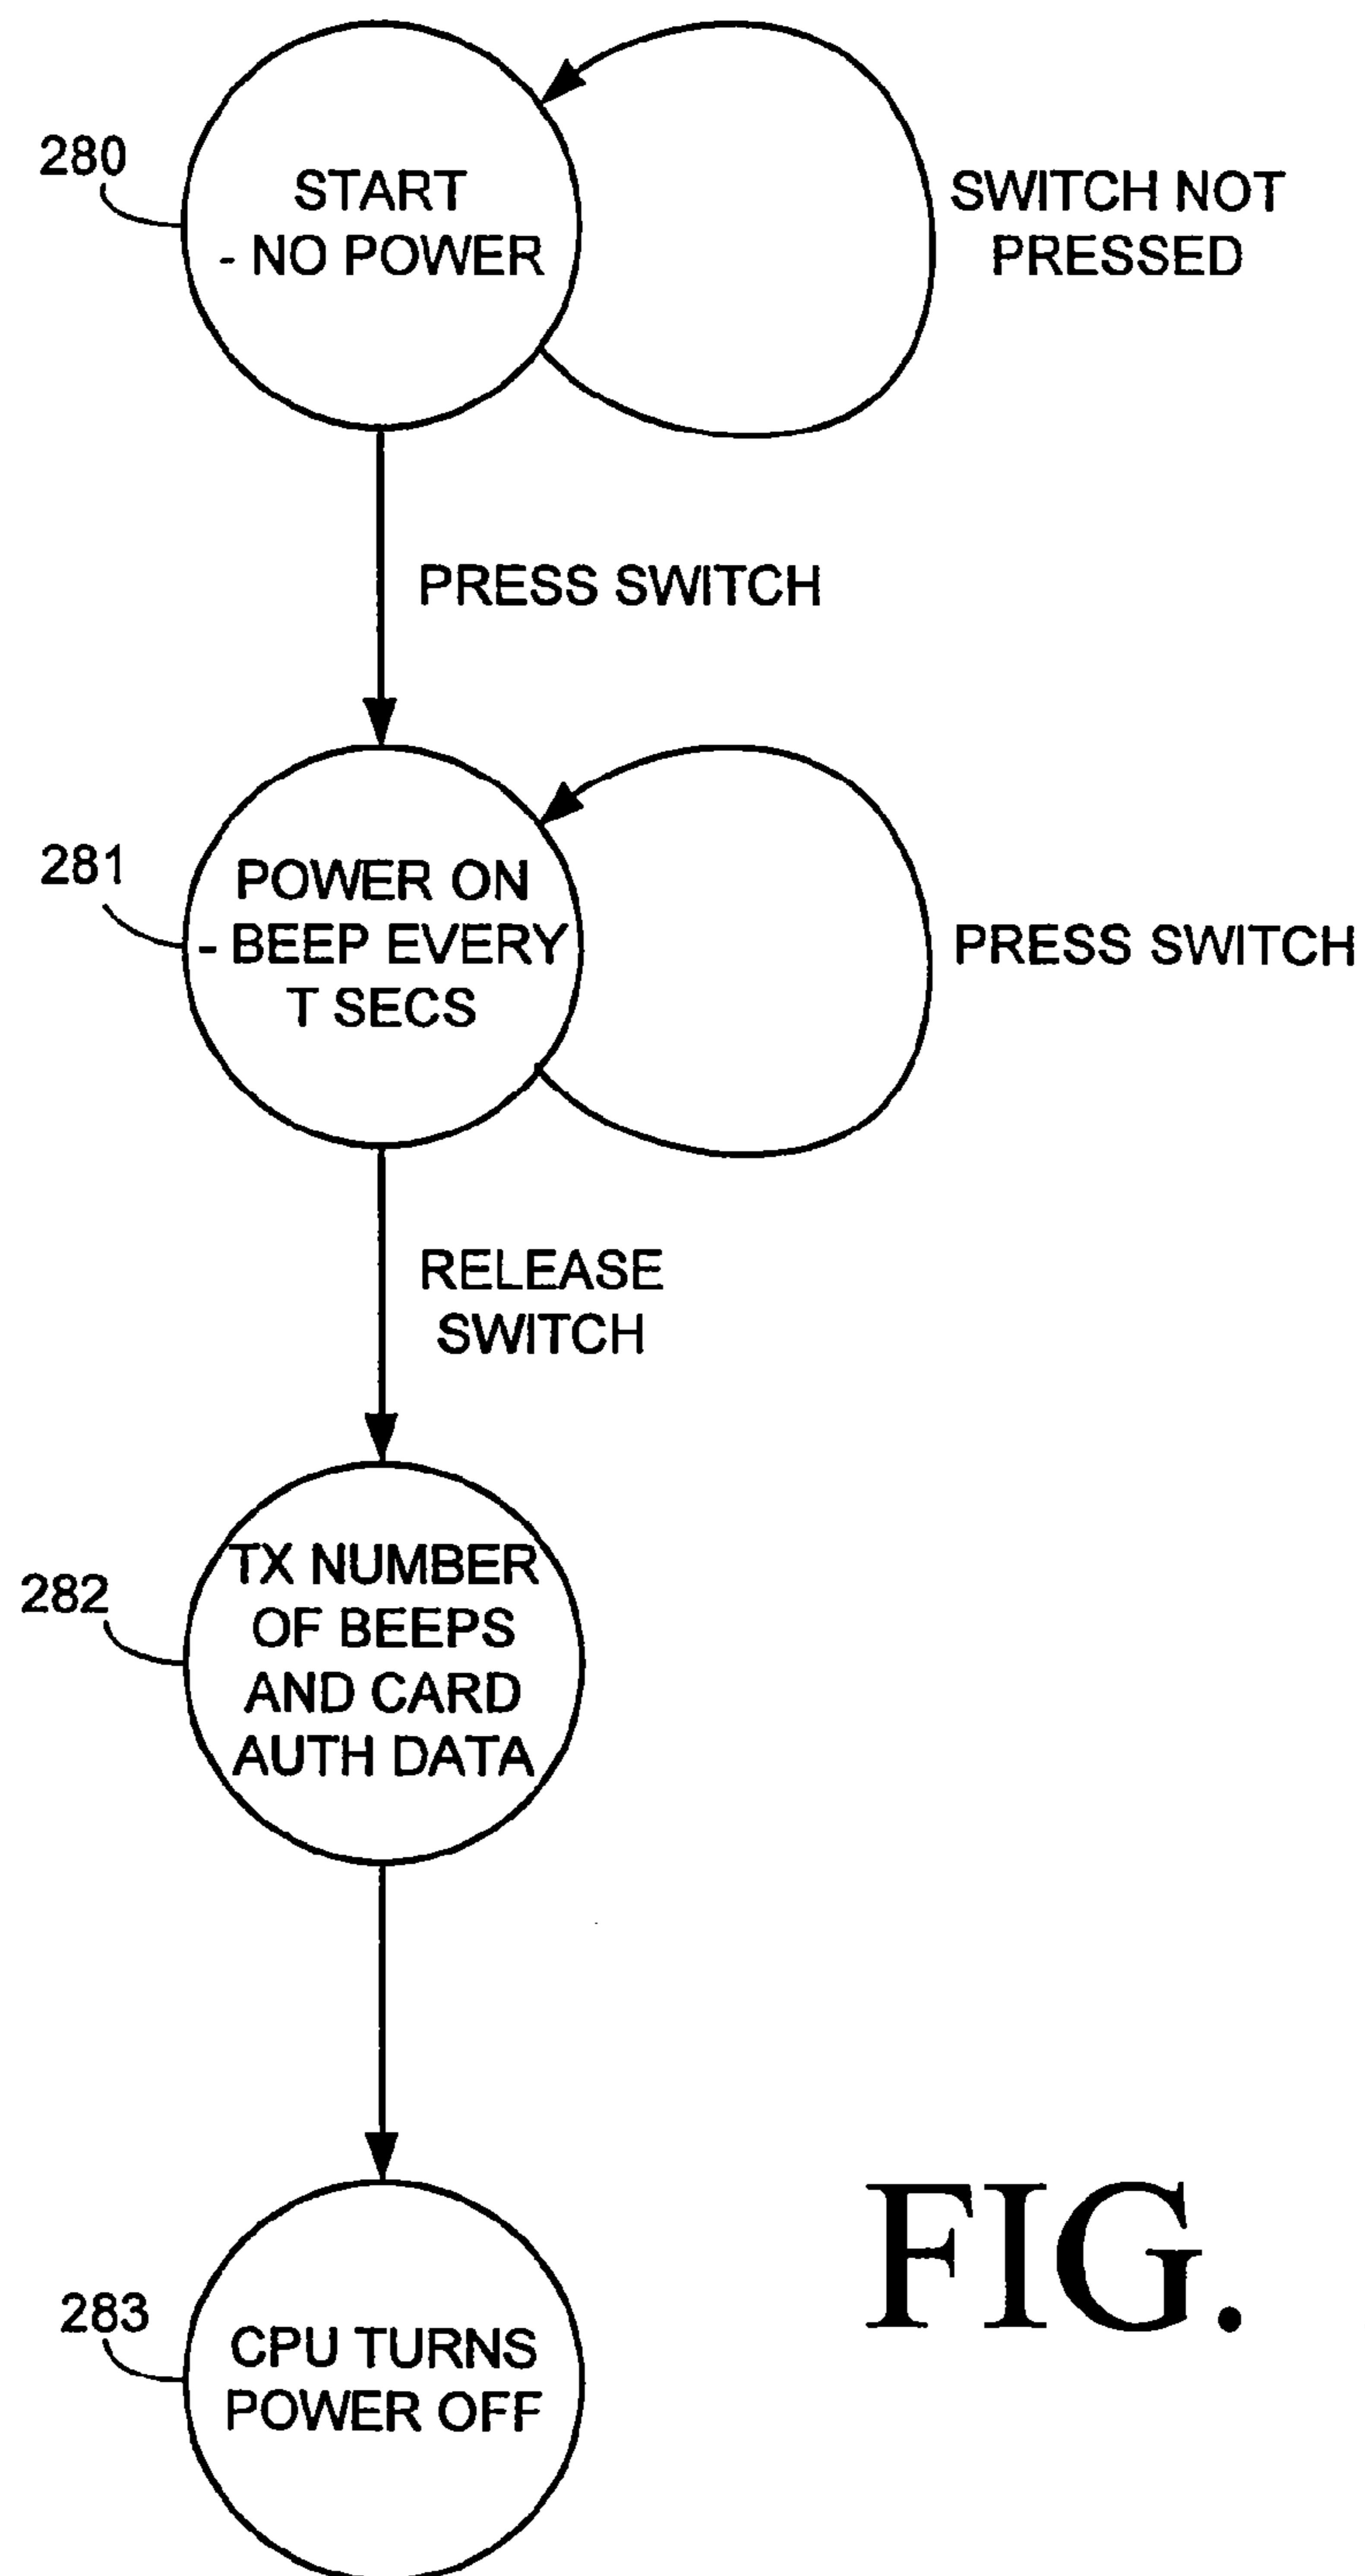 280
START
- NO POWER
SWITCH NOT
PRESSED
PRESS SWITCH
281
POWER ON
- BEEP EVERY
T SECS
PRESS SWITCH
RELEASE
SWITCH
282
TX NUMBER
OF BEEPS
AND CARD
AUTH DATA
283
CPU TURNS
POWER OFF
FIG.